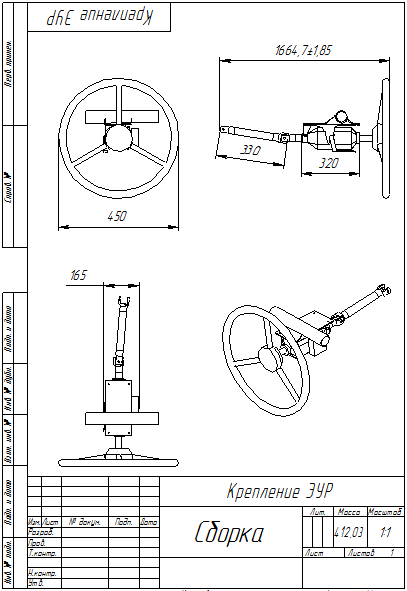 Крепление ЭУР
Перв. примен.
Справ. №
Подп. и дата
Инв. № дубл.
Взам. инв. №
Подп. и дата
Инв. № подл.
1664,7±1,85
330
320
450
165
Крепление ЭУР
Сборка
Лит. Масса Масштаб
412,03 1:1
Лист Листов 1
Изм. Лист № докум. Подп. Дата
Разраб.
Пров.
Т.контр.
Н.контр.
Утв.